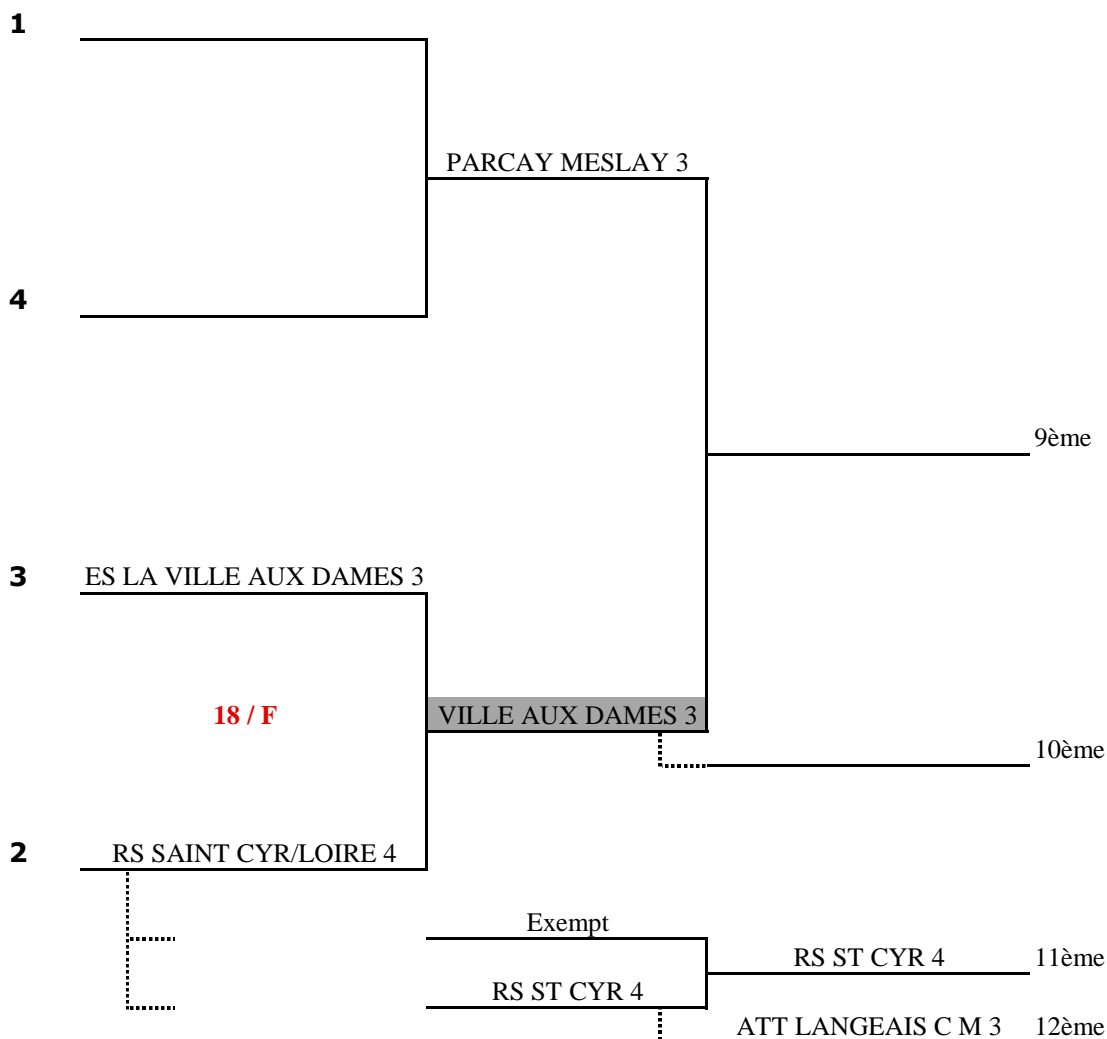 1
PARCAY MESLAY 3
4
9ème
3 ES LA VILLE AUX DAMES 3
18 / F
VILLE AUX DAMES 3
10ème
2 RS SAINT CYR/LOIRE 4
Exempt
RS ST CYR 4 11ème
RS ST CYR 4
ATT LANGEAIS C M 3 12ème